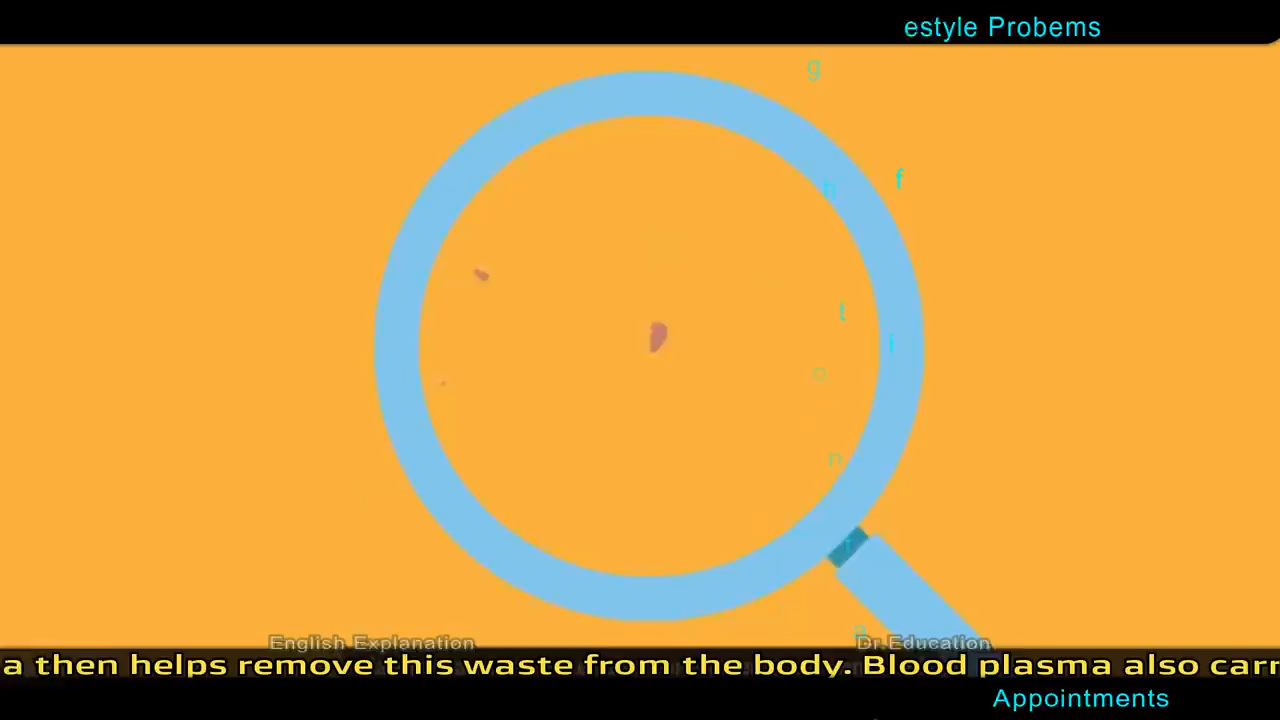 estyle Probems
English Explanation
Dr.Education
a then helps remove this waste from the body. Blood plasma also carr
Appointments